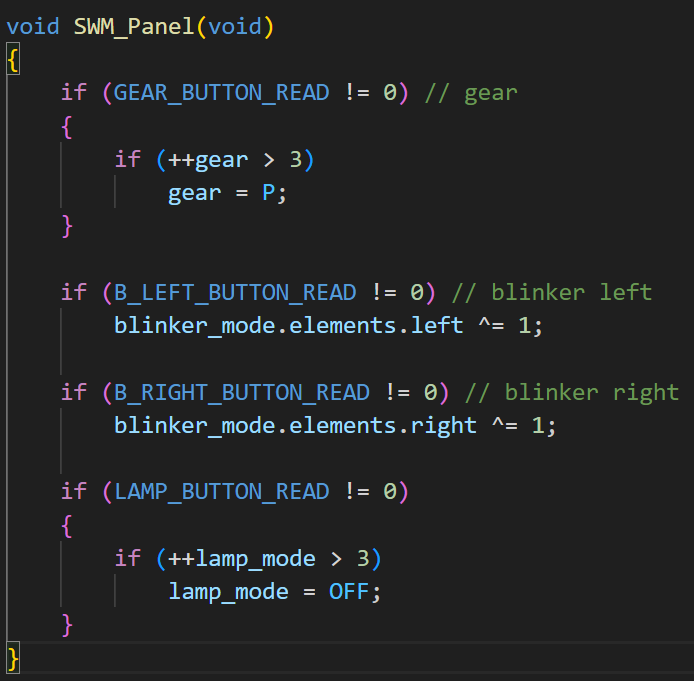 void SWM_Panel(void)
{
    if (GEAR_BUTTON_READ != 0) // gear
    {
        if (++gear > 3)
            gear = P;
    }

    if (B_LEFT_BUTTON_READ != 0) // blinker left
        blinker_mode.elements.left ^= 1;

    if (B_RIGHT_BUTTON_READ != 0) // blinker right
        blinker_mode.elements.right ^= 1;

    if (LAMP_BUTTON_READ != 0)
    {
        if (++lamp_mode > 3)
            lamp_mode = OFF;
    }
}